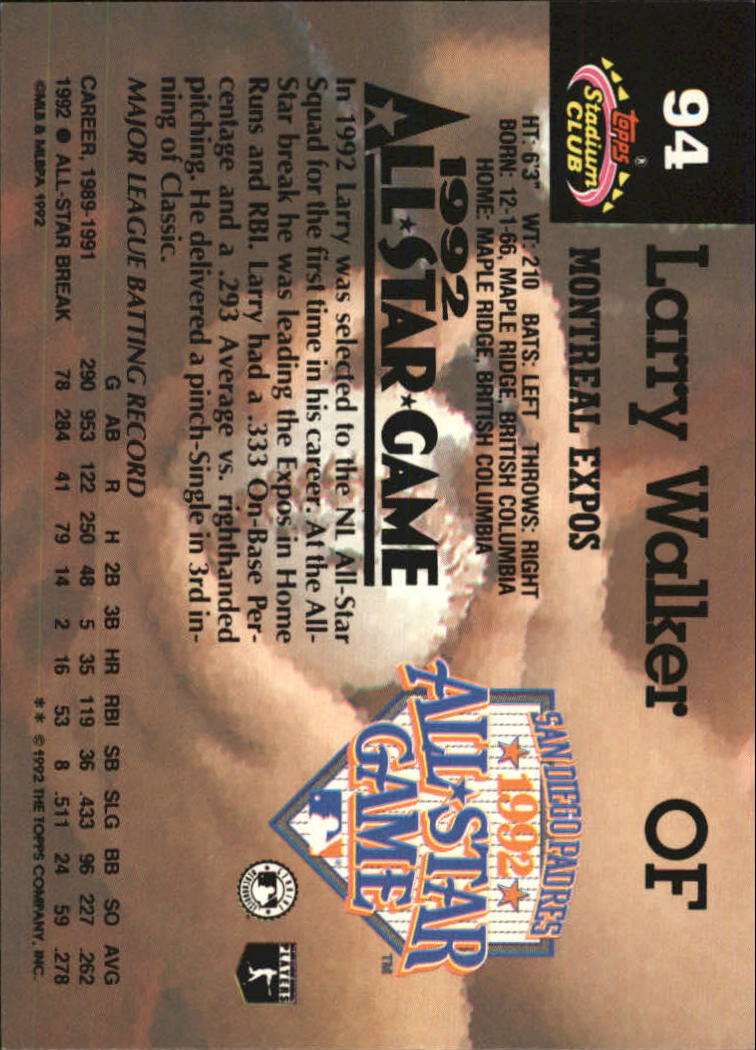 94
Larry Walker OF
topps®
Stadium
CLUB
MONTREAL EXPOS
HT: 6'3" WT: 210 BATS: LEFT THROWS: RIGHT
BORN: 12-1-66, MAPLE RIDGE, BRITISH COLUMBIA
HOME: MAPLE RIDGE, BRITISH COLUMBIA
1992
ALL★STAR★GAME
In 1992 Larry was selected to the NL All-Star
Squad for the first time in his career. At the All-
Star break he was leading the Expos in Home
Runs and RBI. Larry had a .333 On-Base Per-
centage and a .293 Average vs. righthanded
pitching. He delivered a pinch-Single in 3rd in-
ning of Classic.
SAN DIEGO PADRES
★1992★
ALL★STAR
GAME
TM
PLAYERS
MAJOR LEAGUE BATTING RECORD
G AB R H 2B 3B HR RBI SB SLG BB SO AVG
CAREER, 1989-1991 290 953 122 250 48 5 35 119 36 .433 96 227 .262
1992 ● ALL-STAR BREAK 78 284 41 79 14 2 16 53 8 .511 24 59 .278
©MLB & MLBPA 1992
** ©1992 THE TOPPS COMPANY, INC.